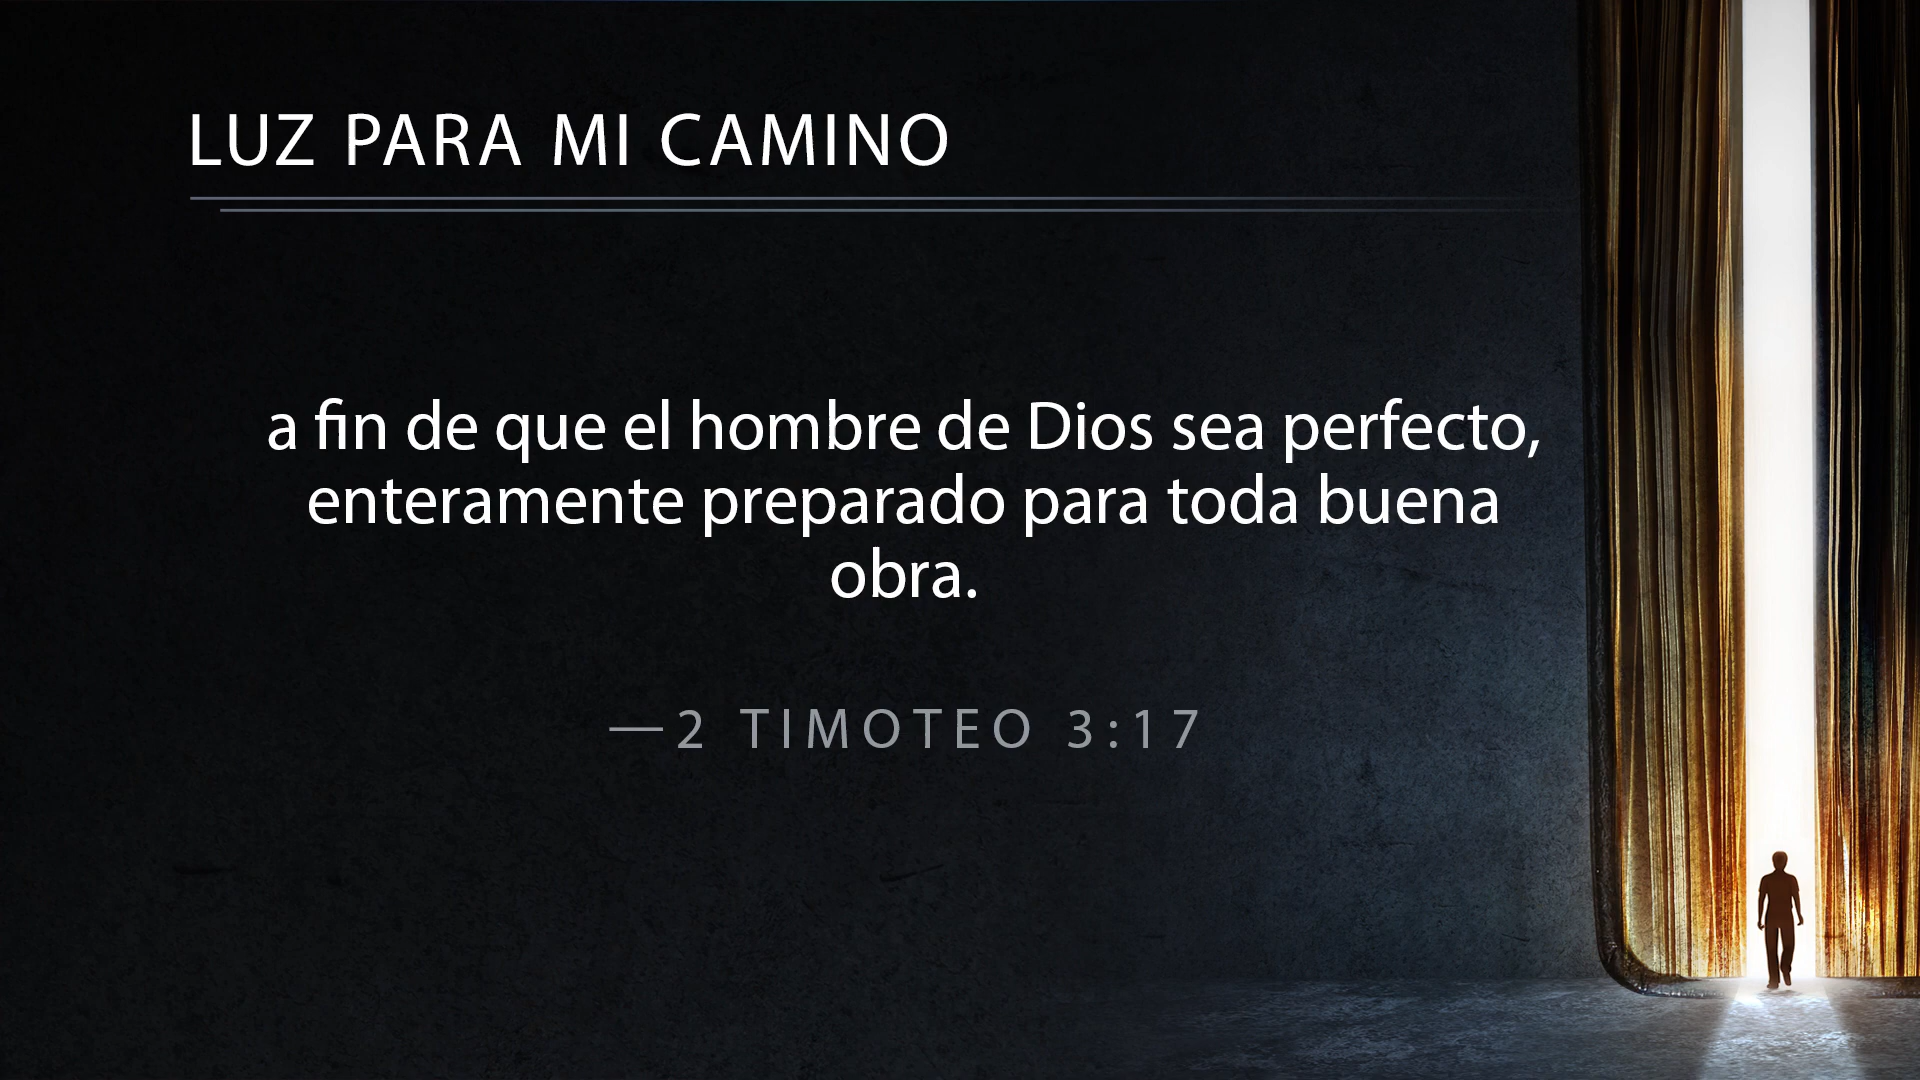 LUZ PARA MI CAMINO
a fin de que el hombre de Dios sea perfecto,
enteramente preparado para toda buena
obra.
—2 TIMOTEO 3:17